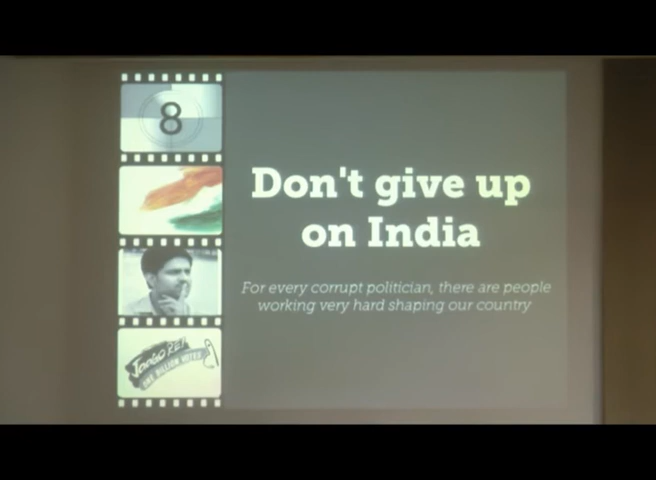 8
Don't give up
on India
For every corrupt politician, there are people
working very hard shaping our country
JAAGO RE!
ONE BILLION VOTES